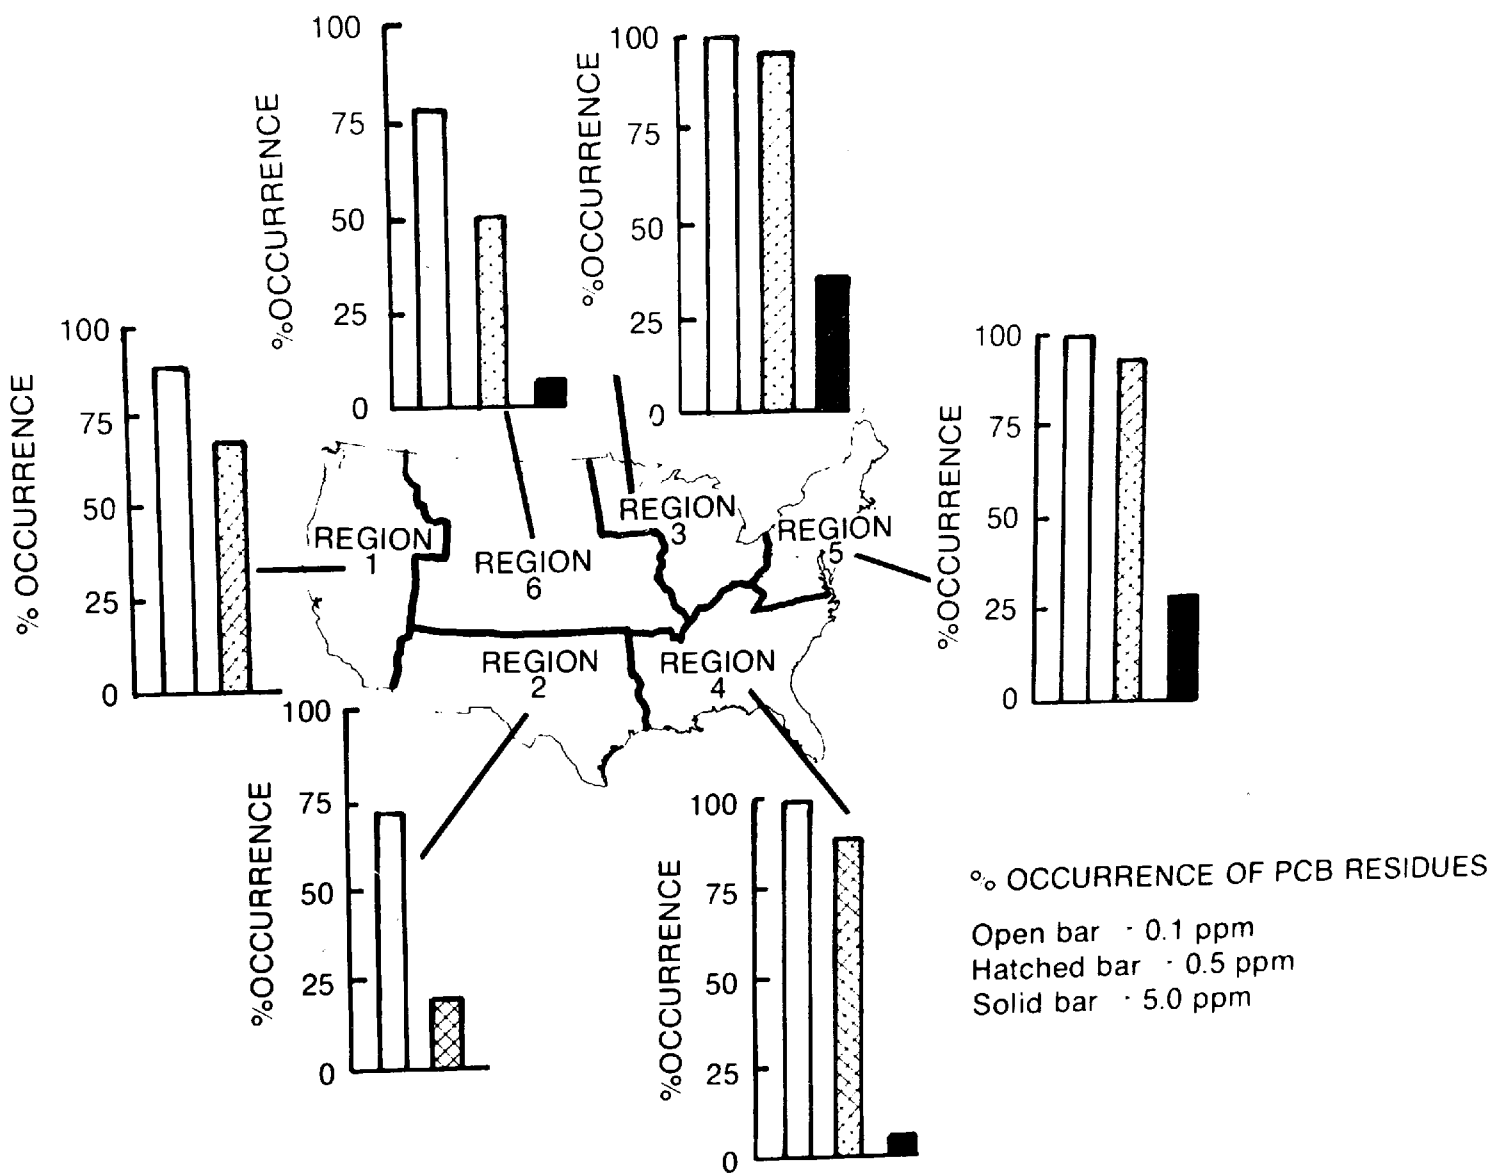 100
75
50
25
0
%OCCURRENCE
100
75
50
25
0
%OCCURRENCE
100
75
50
25
0
% OCCURRENCE
100
75
50
25
0
%OCCURRENCE
REGION
1
REGION
6
REGION
3
REGION
5
REGION
2
REGION
4
100
75
50
25
0
%OCCURRENCE
100
75
50
25
0
%OCCURRENCE
% OCCURRENCE OF PCB RESIDUES
Open bar - 0.1 ppm
Hatched bar - 0.5 ppm
Solid bar - 5.0 ppm